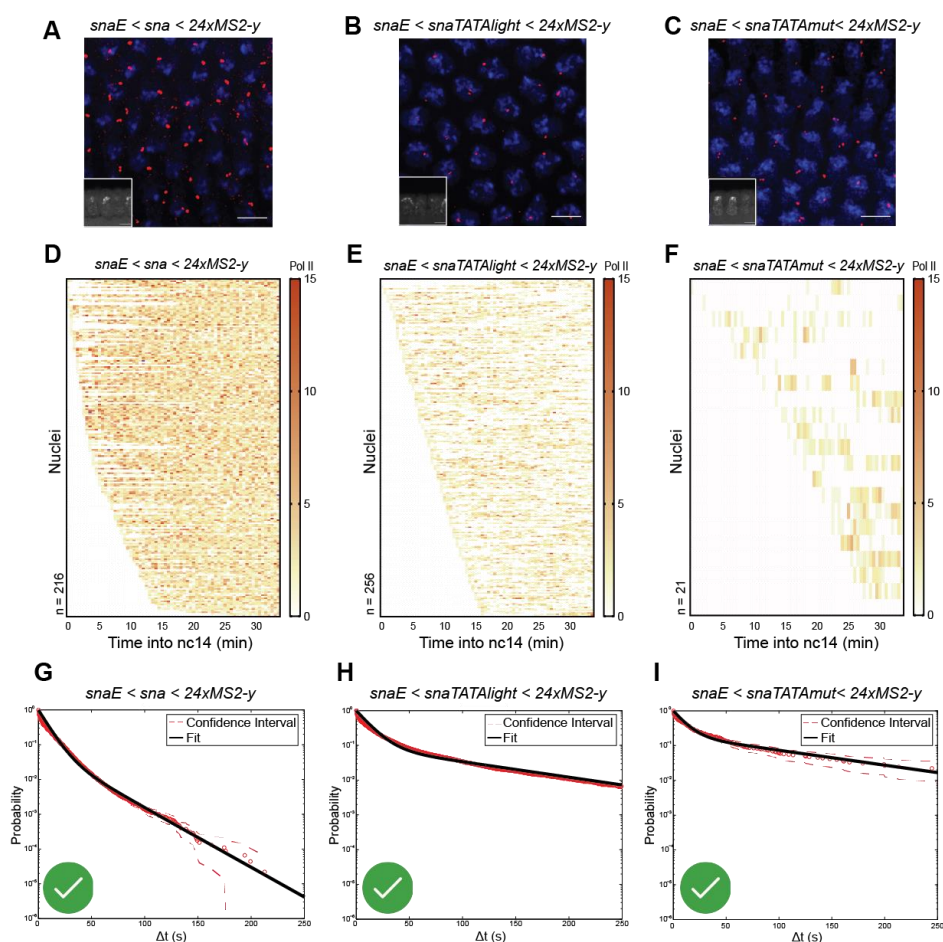 A
snaE < sna < 24xMS2-y
B
snaE < snaTATAlight < 24xMS2-y
C
snaE < snaTATAmut< 24xMS2-y
D
snaE < sna < 24xMS2-y
Pol II
15
10
5
0
Nuclei
n = 216
0 5 10 15 20 25 30
Time into nc14 (min)
E
snaE < snaTATAlight < 24xMS2-y
15
10
5
0
Nuclei
n = 256
0 5 10 15 20 25 30
Time into nc14 (min)
F
snaE < snaTATAmut < 24xMS2-y
Pol II
15
10
5
0
Nuclei
n = 21
0 5 10 15 20 25 30
Time into nc14 (min)
G
snaE < sna < 24xMS2-y
Confidence Interval
Fit
Probability
0 50 100 150 200 250
Δt (s)
H
snaE < snaTATAlight < 24xMS2-y
Confidence Interval
Fit
Probability
0 50 100 150 200 250
Δt (s)
I
snaE < snaTATAmut< 24xMS2-y
Confidence Interval
Fit
Probability
0 50 100 150 200 250
Δt (s)